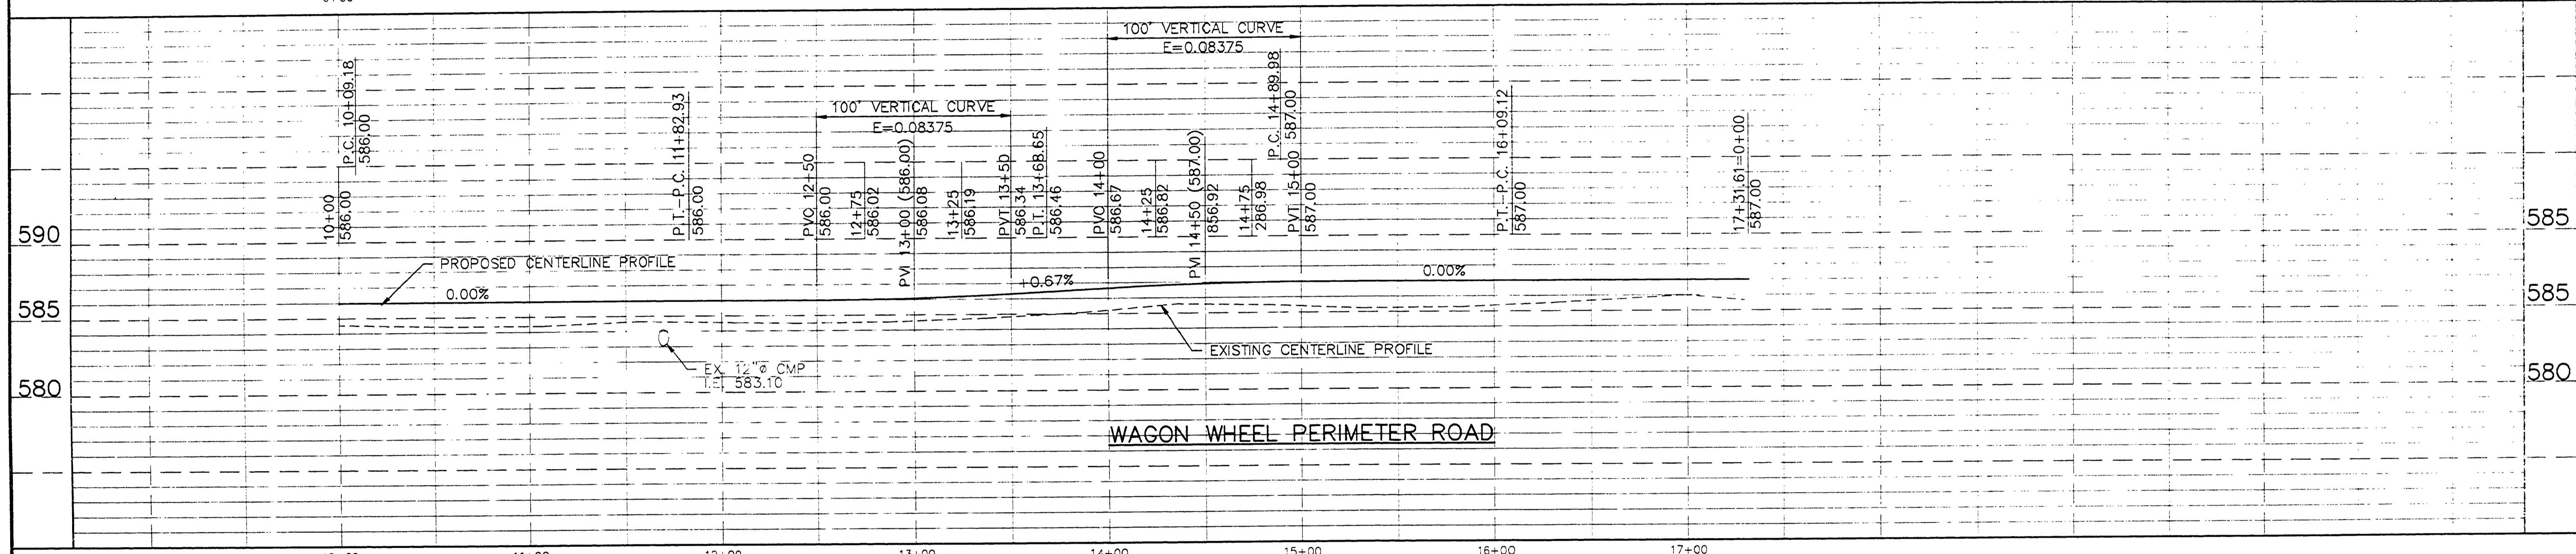 100' VERTICAL CURVE
E=0.08375
100' VERTICAL CURVE
E=0.08375
10+00
586.00
P.C. 10+09.18
586.00
P.T.-P.C. 11+82.93
586.00
PVC 12+50
586.00
12+75
586.02
PVI 13+00 (586.00)
586.08
13+25
586.19
PVT 13+50
586.34
P.T. 13+68.65
586.46
PVC 14+00
586.67
14+25
586.82
PVI 14+50 (587.00)
856.92
14+75
286.98
P.C. 14+89.98
PVT 15+00 587.00
587.00
P.T.-P.C. 16+09.12
587.00
17+31.61=0+00
587.00
590
585
PROPOSED CENTERLINE PROFILE
0.00%
+0.67%
0.00%
585
585
EX. 12"ø CMP
I.E. 583.10
EXISTING CENTERLINE PROFILE
580
580
WAGON WHEEL PERIMETER ROAD
11+00
12+00
13+00
14+00
15+00
16+00
17+00